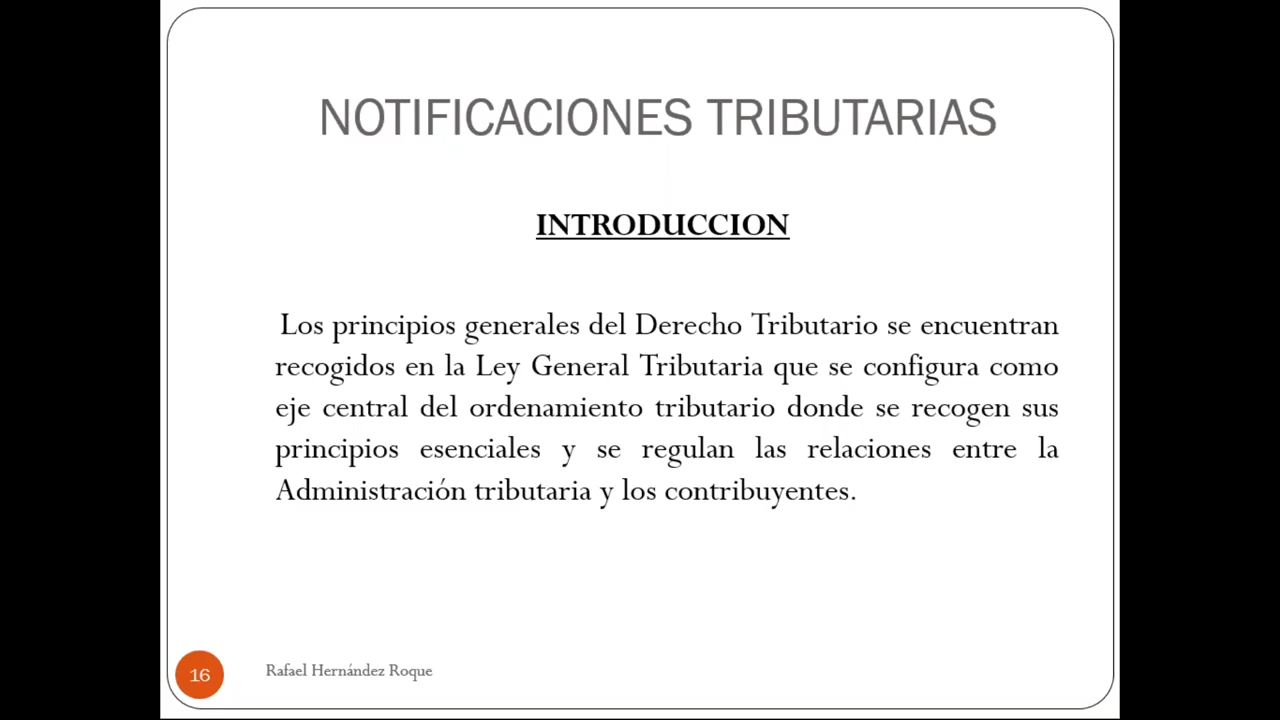 NOTIFICACIONES TRIBUTARIAS
INTRODUCCION
Los principios generales del Derecho Tributario se encuentran
recogidos en la Ley General Tributaria que se configura como
eje central del ordenamiento tributario donde se recogen sus
principios esenciales y se regulan las relaciones entre la
Administración tributaria y los contribuyentes.
16
Rafael Hernández Roque